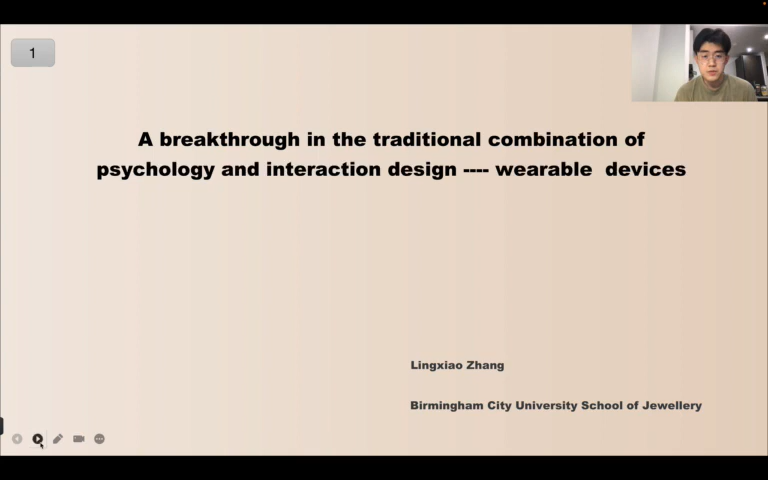 1
A breakthrough in the traditional combination of
psychology and interaction design ---- wearable  devices
Lingxiao Zhang
Birmingham City University School of Jewellery